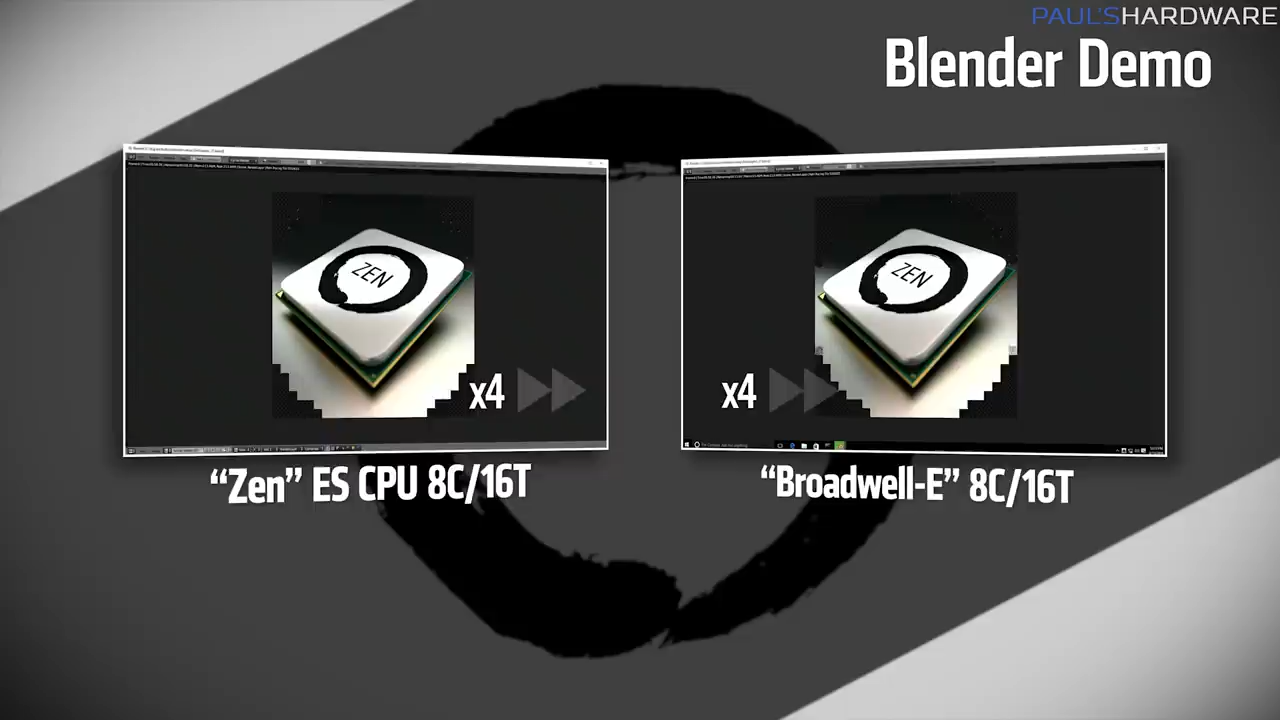 PAUL'SHARDWARE
Blender Demo
ZEN
ZEN
x4
x4
“Zen” ES CPU 8C/16T
“Broadwell-E” 8C/16T